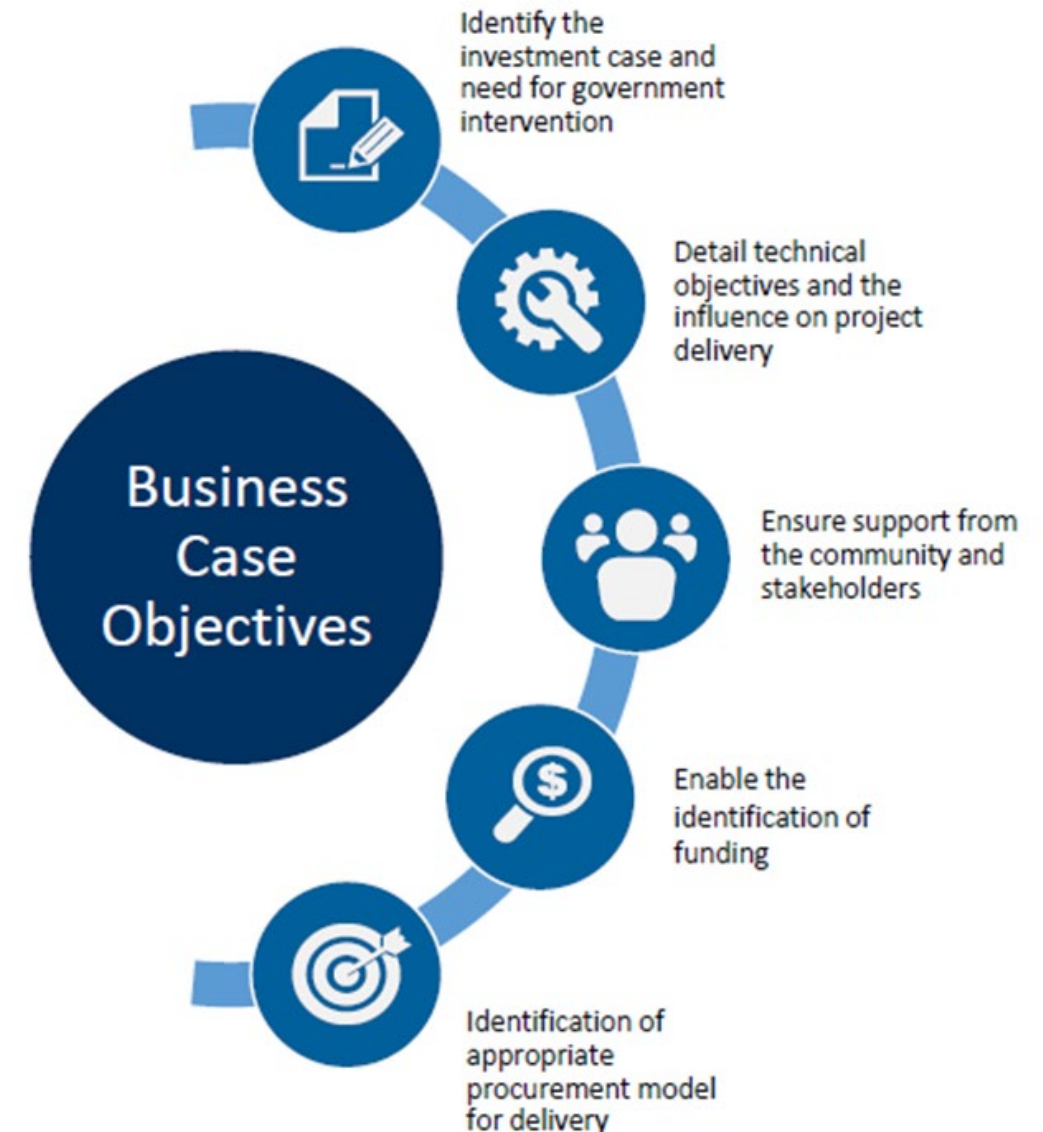 Identify the
investment case and
need for government
intervention
Detail technical
objectives and the
influence on project
delivery
Business
Case
Objectives
Ensure support from
the community and
stakeholders
$
Enable the
identification of
funding
Identification of
appropriate
procurement model
for delivery